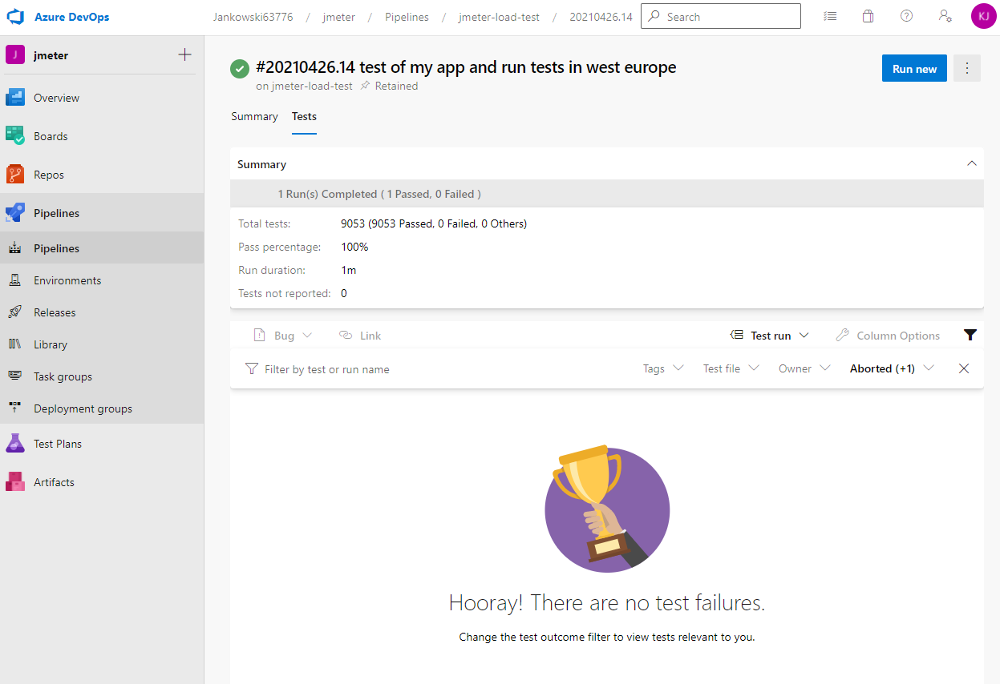 Azure DevOps
Jankowski63776 / jmeter / Pipelines / jmeter-load-test / 20210426.14
Search
KJ
J jmeter
Overview
Boards
Repos
Pipelines
Pipelines
Environments
Releases
Library
Task groups
Deployment groups
Test Plans
Artifacts
#20210426.14 test of my app and run tests in west europe
on jmeter-load-test Retained
Run new
Summary Tests
Summary
1 Run(s) Completed ( 1 Passed, 0 Failed )
Total tests: 9053 (9053 Passed, 0 Failed, 0 Others)
Pass percentage: 100%
Run duration: 1m
Tests not reported: 0
Bug Link Test run Column Options
Filter by test or run name Tags Test file Owner Aborted (+1)
Hooray! There are no test failures.
Change the test outcome filter to view tests relevant to you.